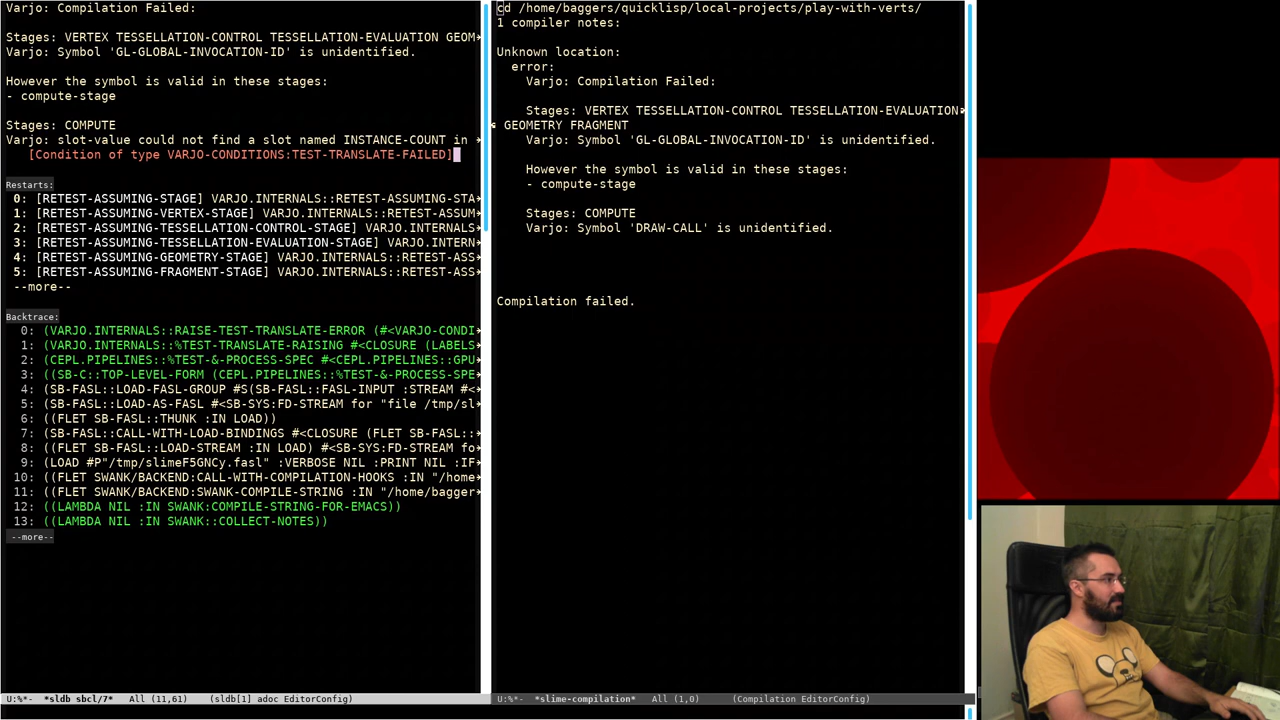 Varjo: Compilation Failed:
Stages: VERTEX TESSELLATION-CONTROL TESSELLATION-EVALUATION GEOM
Varjo: Symbol 'GL-GLOBAL-INVOCATION-ID' is unidentified.
However the symbol is valid in these stages:
- compute-stage
Stages: COMPUTE
Varjo: slot-value could not find a slot named INSTANCE-COUNT in
[Condition of type VARJO-CONDITIONS:TEST-TRANSLATE-FAILED]
Restarts:
0: [RETEST-ASSUMING-STAGE] VARJO.INTERNALS::RETEST-ASSUMING-STA
1: [RETEST-ASSUMING-VERTEX-STAGE] VARJO.INTERNALS::RETEST-ASSUM
2: [RETEST-ASSUMING-TESSELLATION-CONTROL-STAGE] VARJO.INTERNALS
3: [RETEST-ASSUMING-TESSELLATION-EVALUATION-STAGE] VARJO.INTERN
4: [RETEST-ASSUMING-GEOMETRY-STAGE] VARJO.INTERNALS::RETEST-ASS
5: [RETEST-ASSUMING-FRAGMENT-STAGE] VARJO.INTERNALS::RETEST-ASS
--more--
Backtrace:
0: (VARJO.INTERNALS::RAISE-TEST-TRANSLATE-ERROR (#<VARJO-CONDI
1: (VARJO.INTERNALS::%TEST-TRANSLATE-RAISING #<CLOSURE (LABELS
2: (CEPL.PIPELINES::%TEST-&-PROCESS-SPEC #<CEPL.PIPELINES::GPU
3: ((SB-C::TOP-LEVEL-FORM (CEPL.PIPELINES::%TEST-&-PROCESS-SPE
4: (SB-FASL::LOAD-FASL-GROUP #S(SB-FASL::FASL-INPUT :STREAM #<
5: (SB-FASL::LOAD-AS-FASL #<SB-SYS:FD-STREAM for "file /tmp/sl
6: ((FLET SB-FASL::THUNK :IN LOAD))
7: (SB-FASL::CALL-WITH-LOAD-BINDINGS #<CLOSURE (FLET SB-FASL::
8: ((FLET SB-FASL::LOAD-STREAM :IN LOAD) #<SB-SYS:FD-STREAM fo
9: (LOAD #P"/tmp/slimeF5GNCy.fasl" :VERBOSE NIL :PRINT NIL :IF
10: ((FLET SWANK/BACKEND:CALL-WITH-COMPILATION-HOOKS :IN "/home
11: ((FLET SWANK/BACKEND:SWANK-COMPILE-STRING :IN "/home/bagger
12: ((LAMBDA NIL :IN SWANK:COMPILE-STRING-FOR-EMACS))
13: ((LAMBDA NIL :IN SWANK::COLLECT-NOTES))
--more--
U:%*- *sldb sbcl/7* All (11,61) (sldb[1] adoc EditorConfig)
cd /home/baggers/quicklisp/local-projects/play-with-verts/
1 compiler notes:
Unknown location:
error:
Varjo: Compilation Failed:
Stages: VERTEX TESSELLATION-CONTROL TESSELLATION-EVALUATION
GEOMETRY FRAGMENT
Varjo: Symbol 'GL-GLOBAL-INVOCATION-ID' is unidentified.
However the symbol is valid in these stages:
- compute-stage
Stages: COMPUTE
Varjo: Symbol 'DRAW-CALL' is unidentified.
Compilation failed.
U:%*- *slime-compilation* All (1,0) (Compilation EditorConfig)